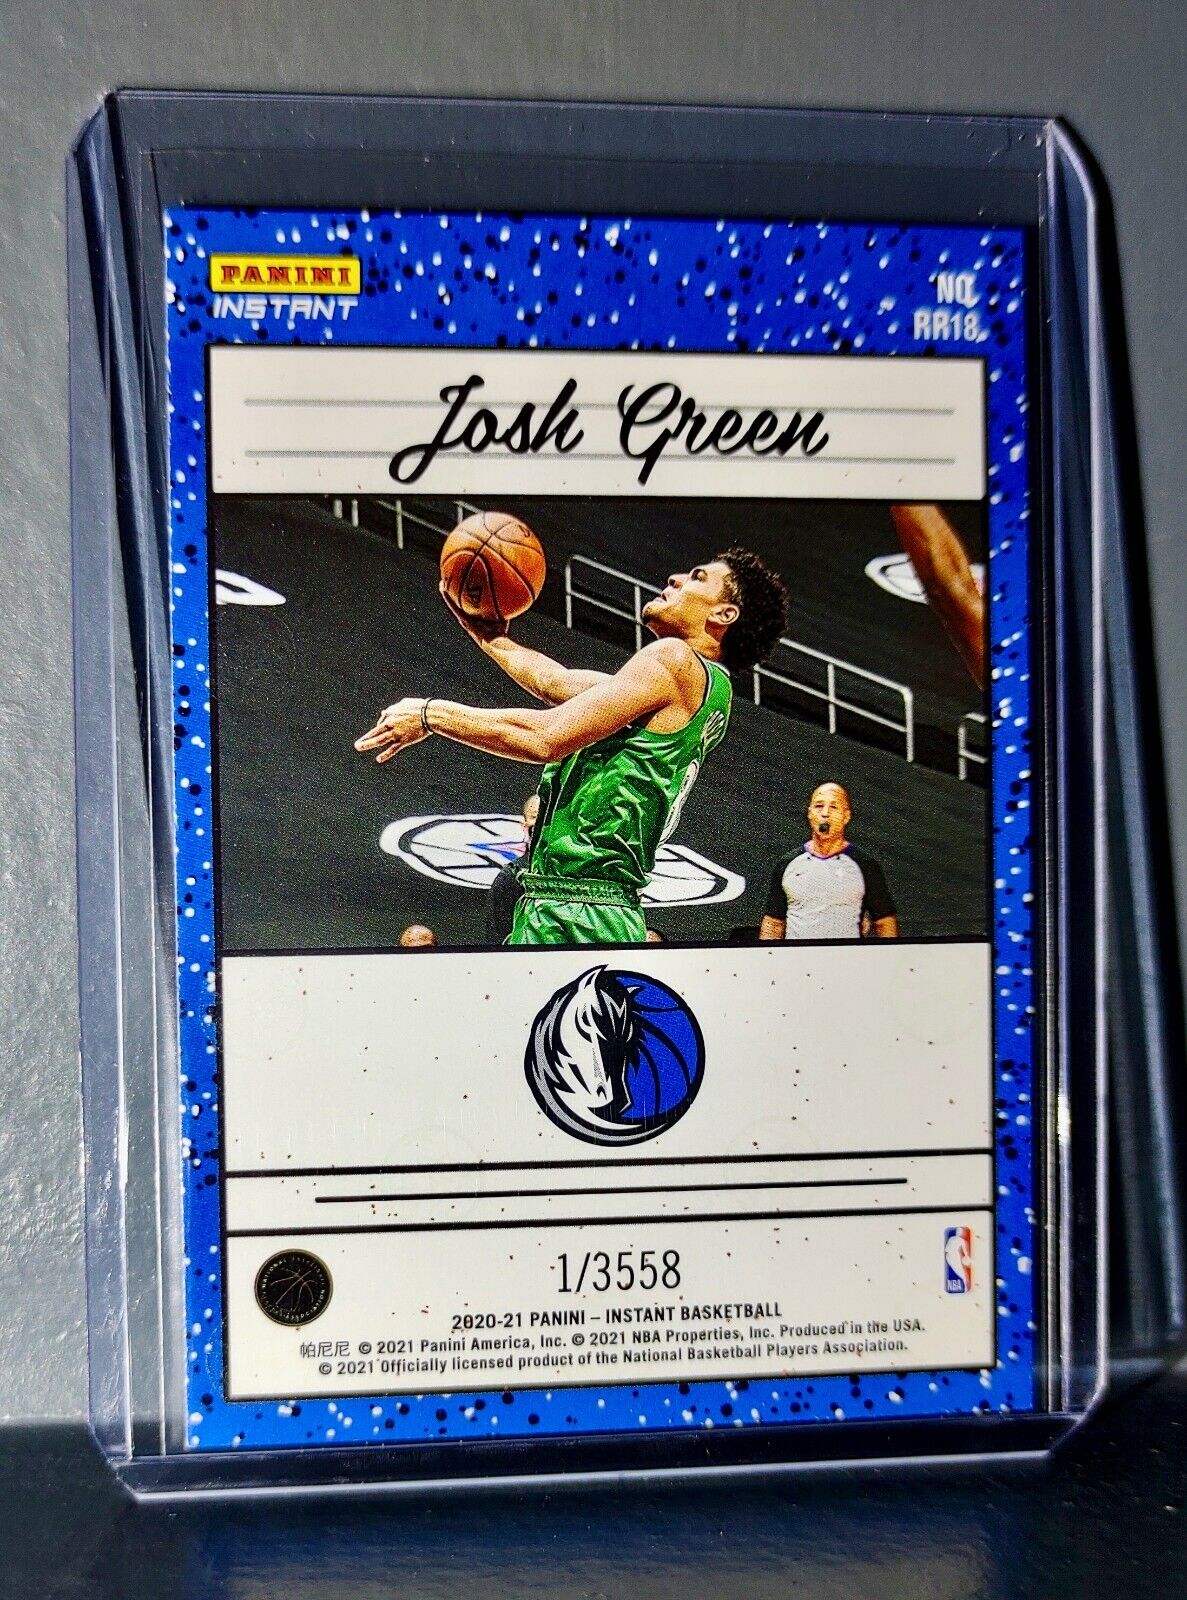 PANINI
INSTANT
NO.
RR18
Josh Green
1/3558
2020-21 PANINI – INSTANT BASKETBALL
帕尼尼 © 2021 Panini America, Inc. © 2021 NBA Properties, Inc. Produced in the USA.
© 2021 Officially licensed product of the National Basketball Players Association.
NBA